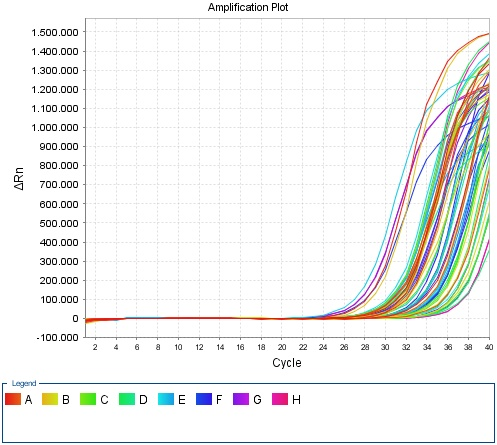 Amplification Plot
1.500.000
1.400.000
1.300.000
1.200.000
1.100.000
1.000.000
900.000
800.000
700.000
600.000
500.000
400.000
300.000
200.000
100.000
0
-100.000
ΔRn
2 4 6 8 10 12 14 16 18 20 22 24 26 28 30 32 34 36 38 40
Cycle
Legend
A B C D E F G H